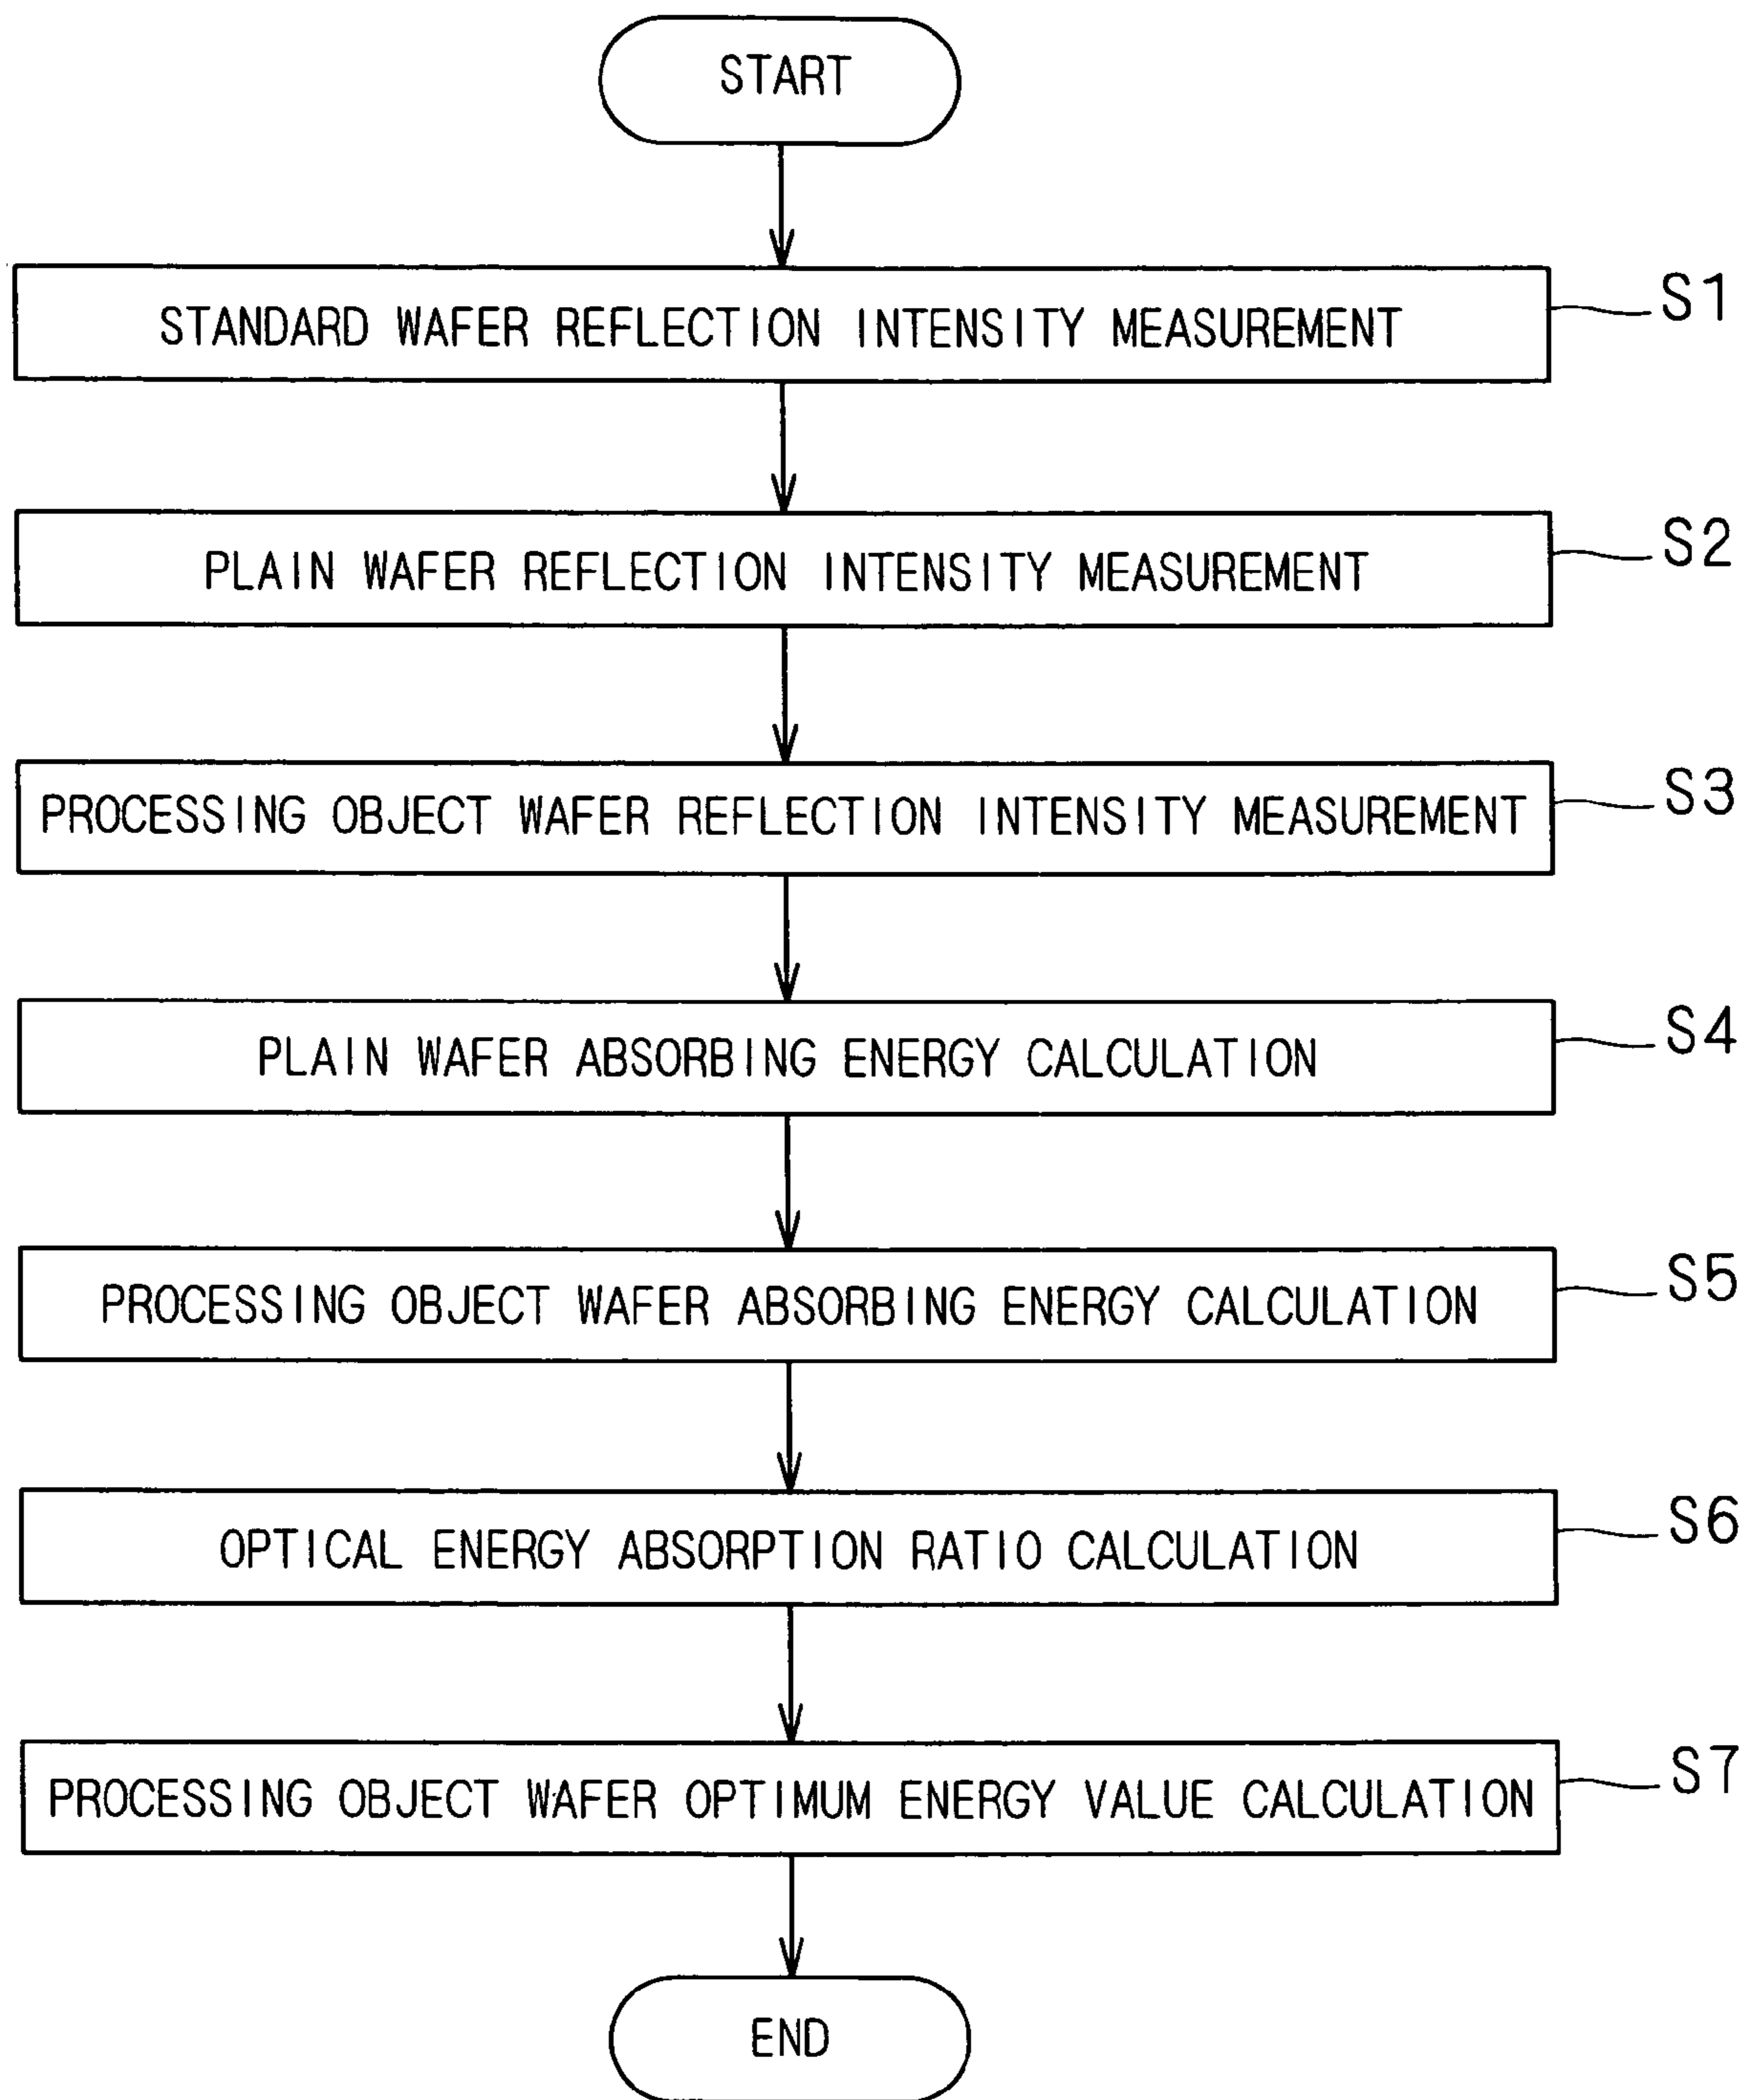 START
STANDARD WAFER REFLECTION INTENSITY MEASUREMENT
S1
PLAIN WAFER REFLECTION INTENSITY MEASUREMENT
S2
PROCESSING OBJECT WAFER REFLECTION INTENSITY MEASUREMENT
S3
PLAIN WAFER ABSORBING ENERGY CALCULATION
S4
PROCESSING OBJECT WAFER ABSORBING ENERGY CALCULATION
S5
OPTICAL ENERGY ABSORPTION RATIO CALCULATION
S6
PROCESSING OBJECT WAFER OPTIMUM ENERGY VALUE CALCULATION
S7
END